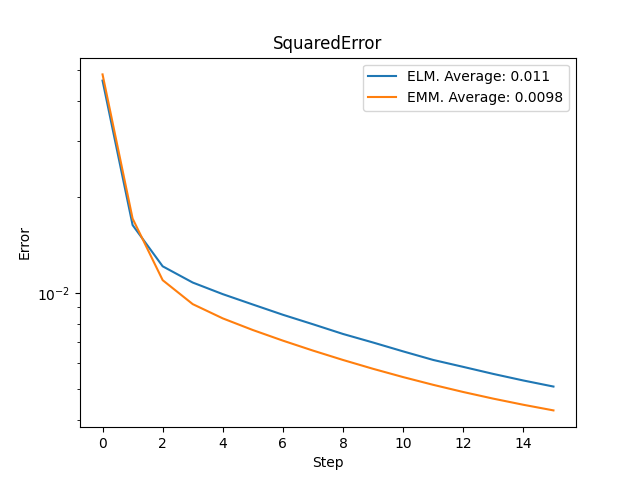 SquaredError
ELM. Average: 0.011
EMM. Average: 0.0098
Error
10⁻²
0 2 4 6 8 10 12 14
Step